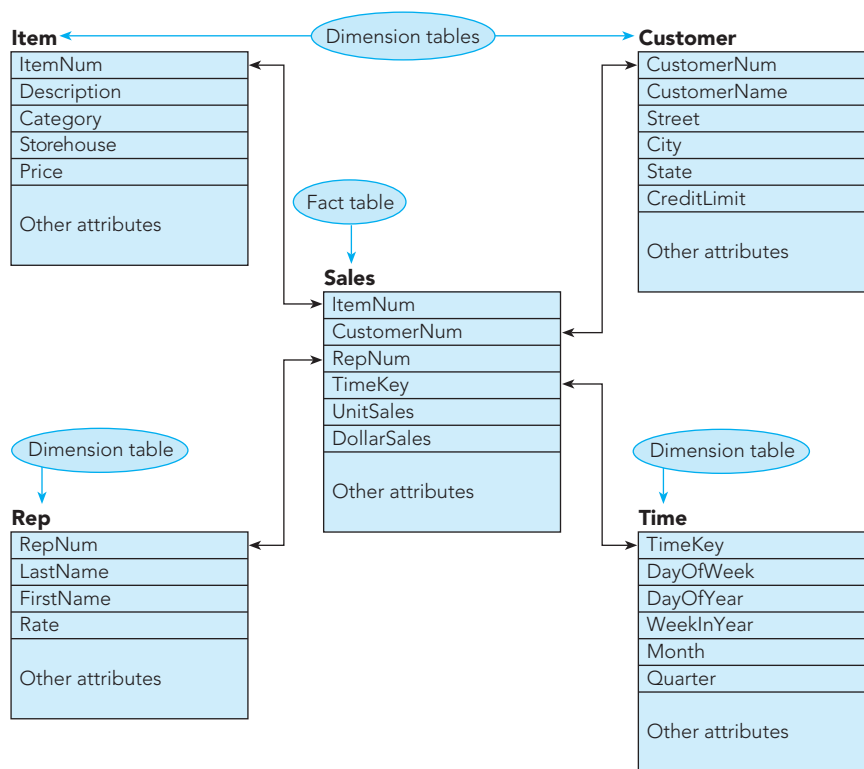 Dimension tables
Item
ItemNum
Description
Category
Storehouse
Price
Other attributes
Customer
CustomerNum
CustomerName
Street
City
State
CreditLimit
Other attributes
Fact table
Sales
ItemNum
CustomerNum
RepNum
TimeKey
UnitSales
DollarSales
Other attributes
Dimension table
Rep
RepNum
LastName
FirstName
Rate
Other attributes
Dimension table
Time
TimeKey
DayOfWeek
DayOfYear
WeekInYear
Month
Quarter
Other attributes